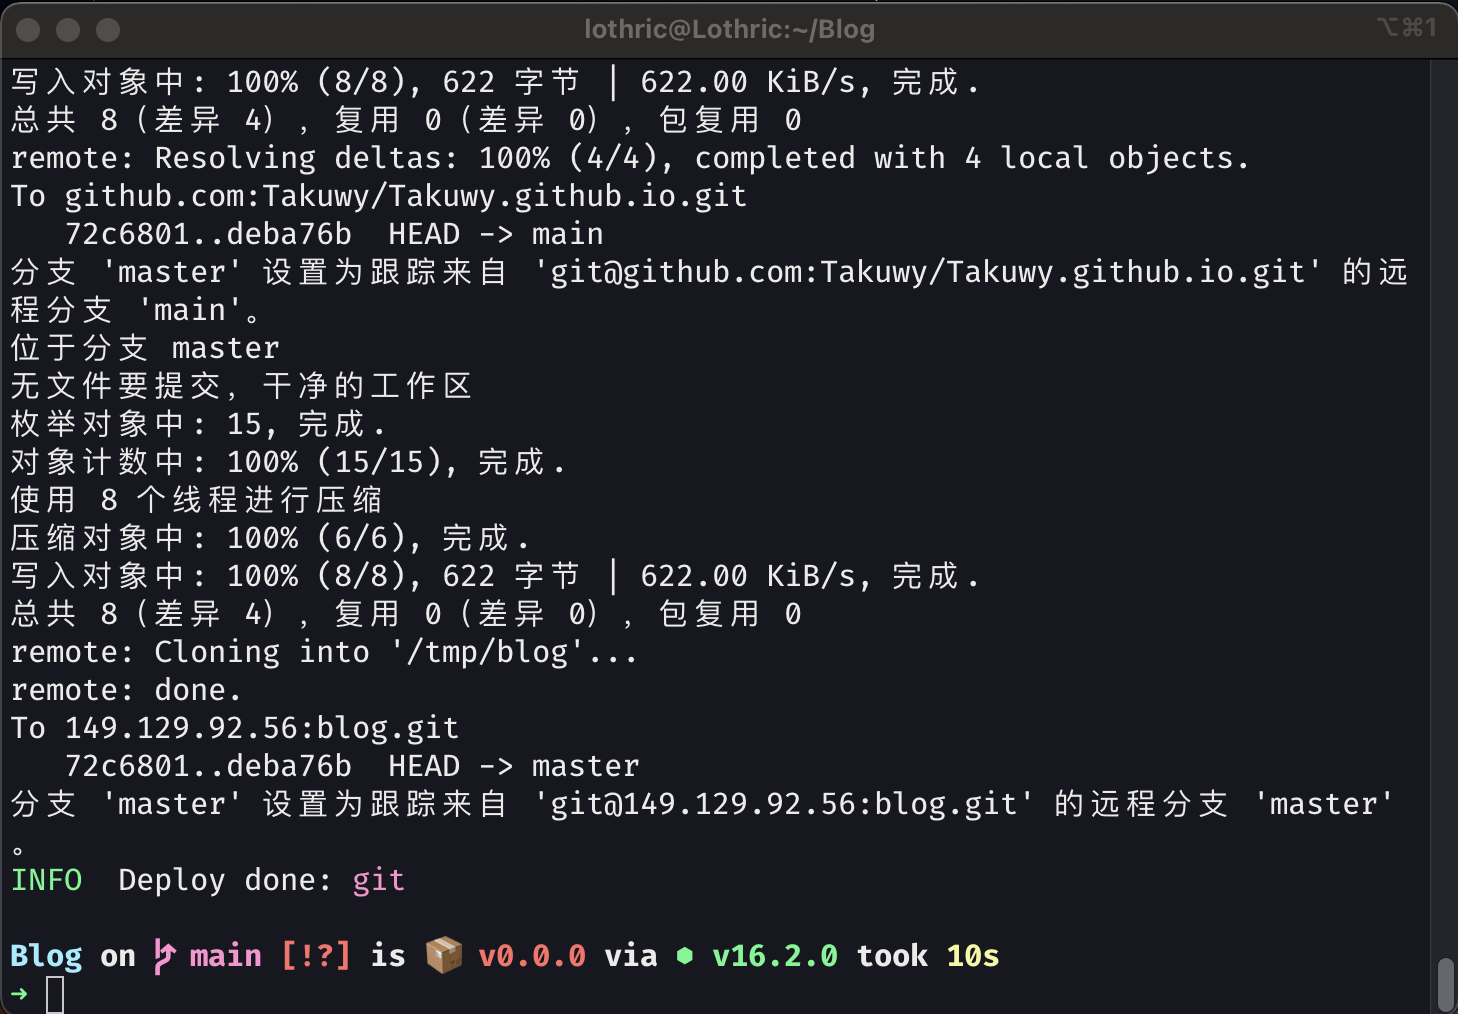 lothric@Lothric:~/Blog
⌥⌘1
写入对象中: 100% (8/8), 622 字节 | 622.00 KiB/s, 完成.
总共 8（差异 4）, 复用 0（差异 0）, 包复用 0
remote: Resolving deltas: 100% (4/4), completed with 4 local objects.
To github.com:Takuwy/Takuwy.github.io.git
   72c6801..deba76b  HEAD -> main
分支 'master' 设置为跟踪来自 'git@github.com:Takuwy/Takuwy.github.io.git' 的远
程分支 'main'。
位于分支 master
无文件要提交, 干净的工作区
枚举对象中: 15, 完成.
对象计数中: 100% (15/15), 完成.
使用 8 个线程进行压缩
压缩对象中: 100% (6/6), 完成.
写入对象中: 100% (8/8), 622 字节 | 622.00 KiB/s, 完成.
总共 8（差异 4）, 复用 0（差异 0）, 包复用 0
remote: Cloning into '/tmp/blog'...
remote: done.
To 149.129.92.56:blog.git
   72c6801..deba76b  HEAD -> master
分支 'master' 设置为跟踪来自 'git@149.129.92.56:blog.git' 的远程分支 'master'
。
INFO  Deploy done: git
Blog on main [!?] is 📦 v0.0.0 via ⬢ v16.2.0 took 10s
➜